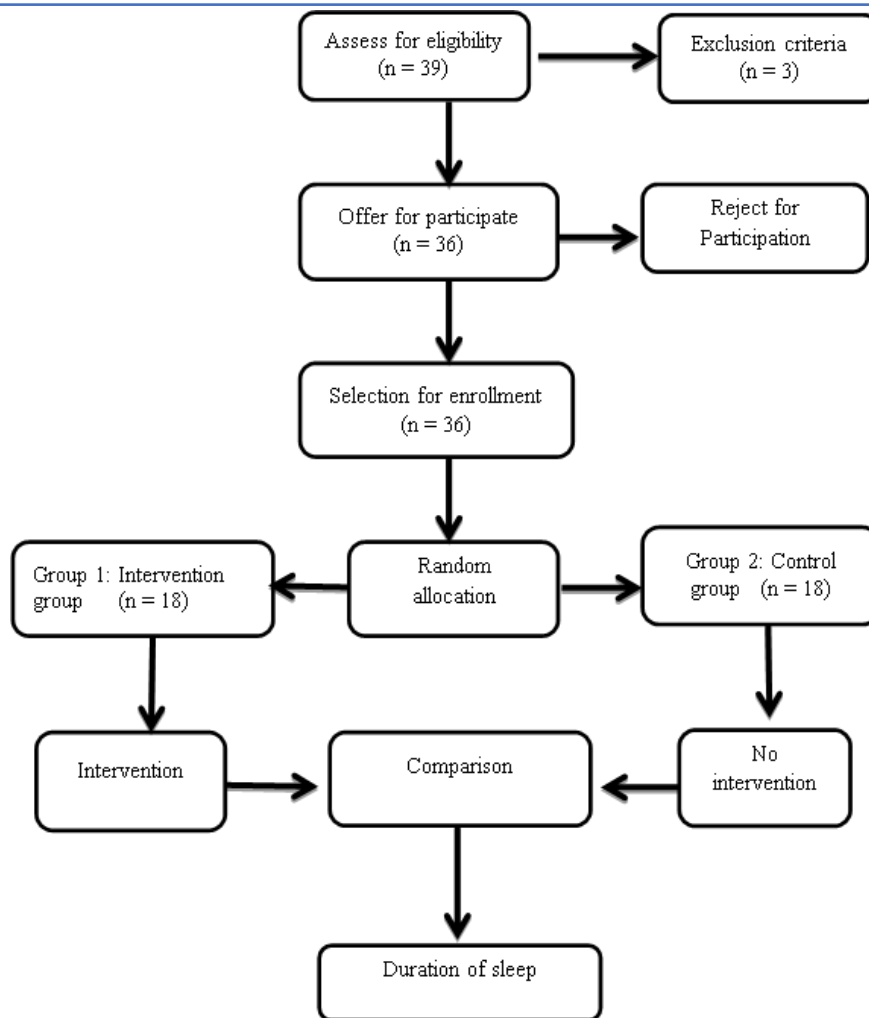 Assess for eligibility
(n = 39)
Exclusion criteria
(n = 3)
Offer for participate
(n = 36)
Reject for
Participation
Selection for enrollment
(n = 36)
Random
allocation
Group 1: Intervention
group (n = 18)
Group 2: Control
group (n = 18)
Intervention
Comparison
No
intervention
Duration of sleep